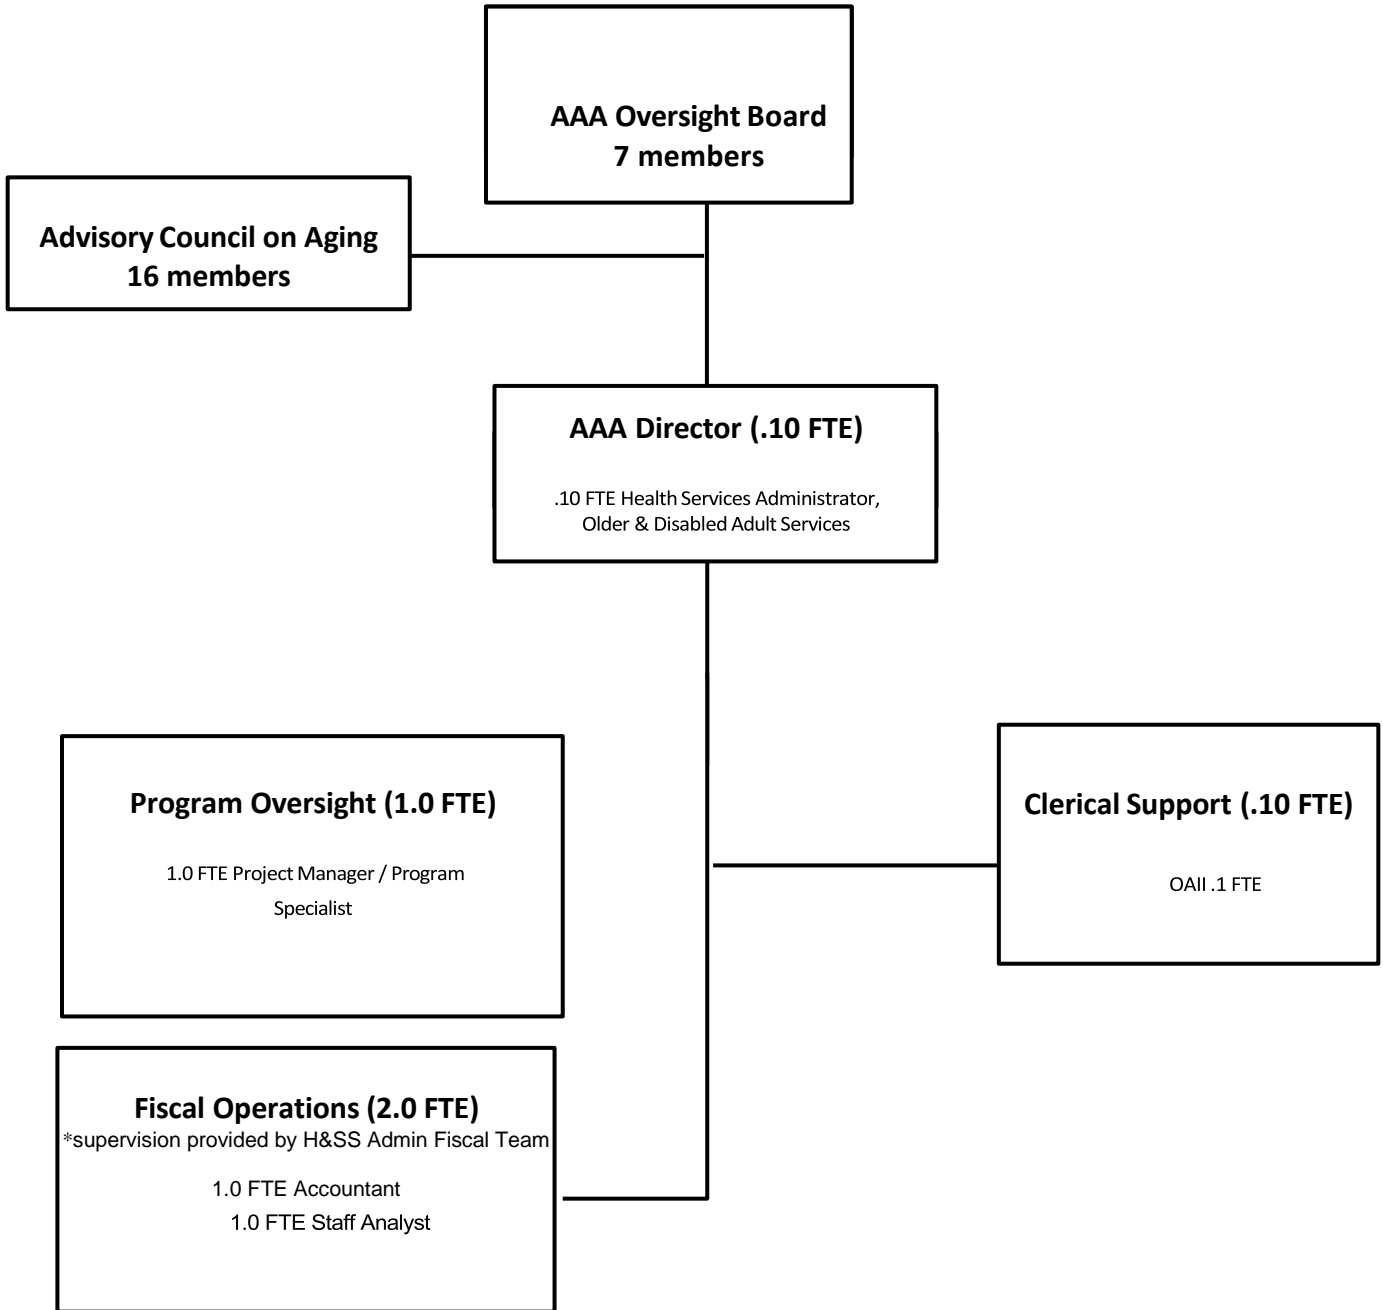 AAA Oversight Board
7 members
Advisory Council on Aging
16 members
AAA Director (.10 FTE)
.10 FTE Health Services Administrator,
Older & Disabled Adult Services
Program Oversight (1.0 FTE)
1.0 FTE Project Manager / Program
Specialist
Clerical Support (.10 FTE)
OAII .1 FTE
Fiscal Operations (2.0 FTE)
*supervision provided by H&SS Admin Fiscal Team
1.0 FTE Accountant
1.0 FTE Staff Analyst